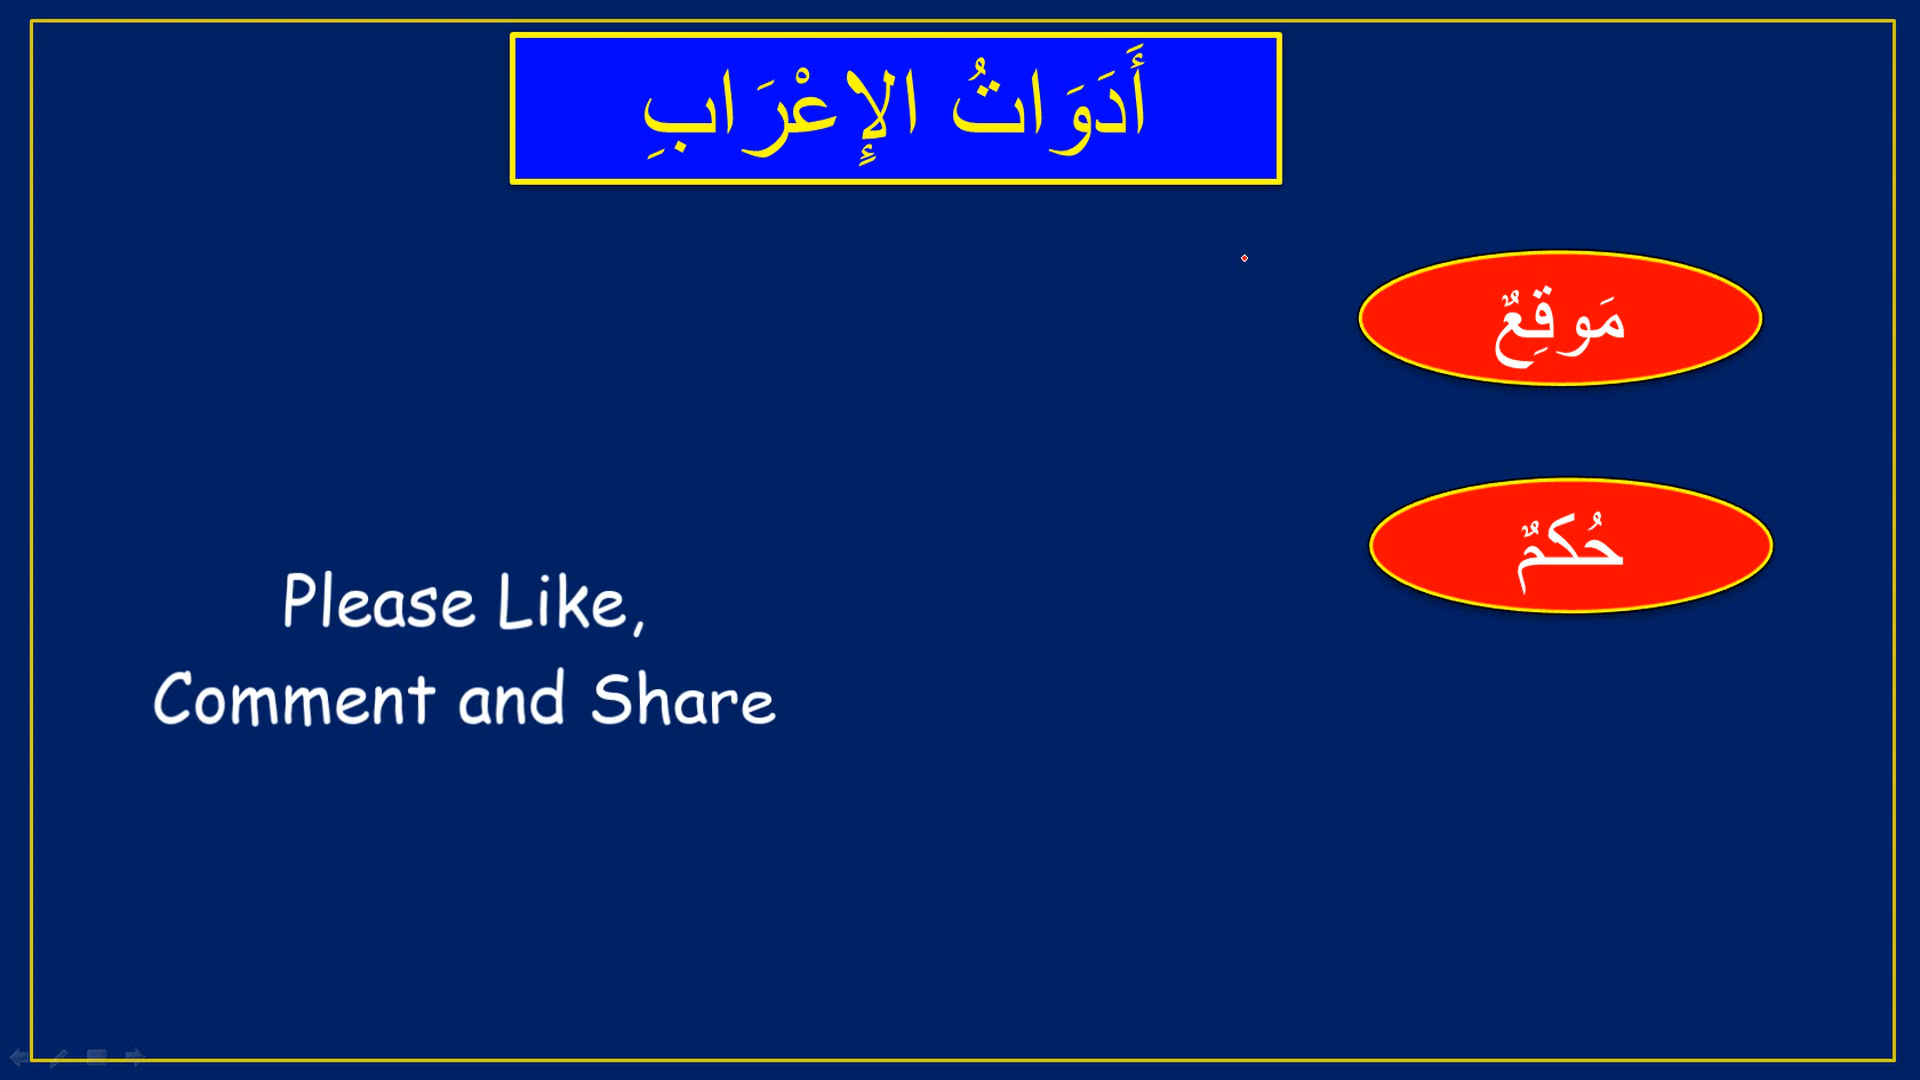 أَدَوَاتُ الإِعْرَابِ
مَوقِعٌ
حُكمٌ
Please Like,
Comment and Share